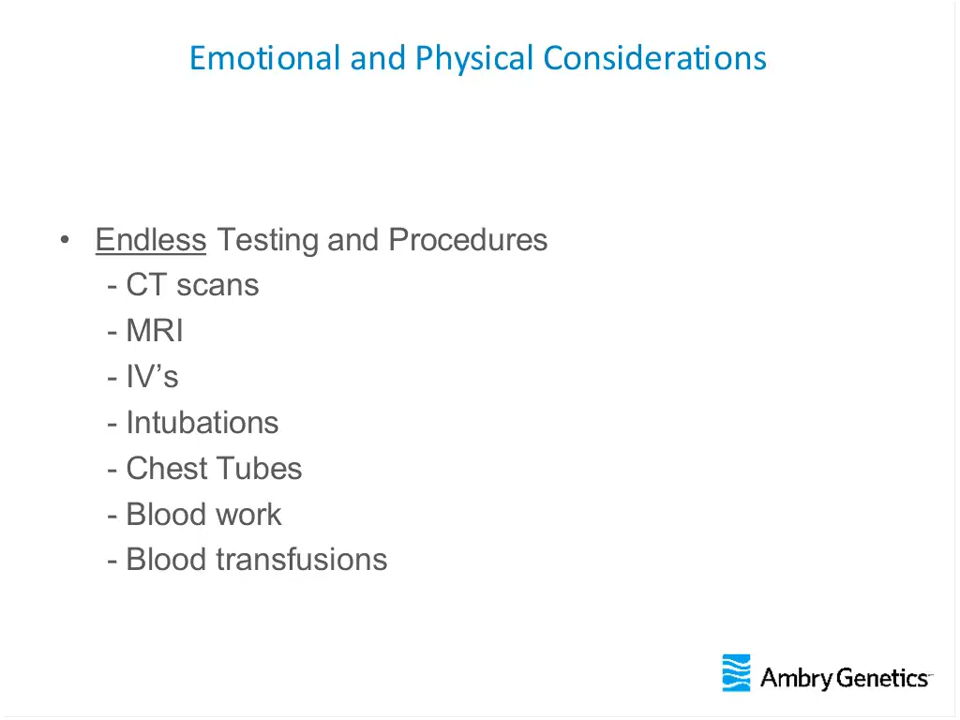 Emotional and Physical Considerations
• Endless Testing and Procedures
- CT scans
- MRI
- IV’s
- Intubations
- Chest Tubes
- Blood work
- Blood transfusions
Ambry Genetics